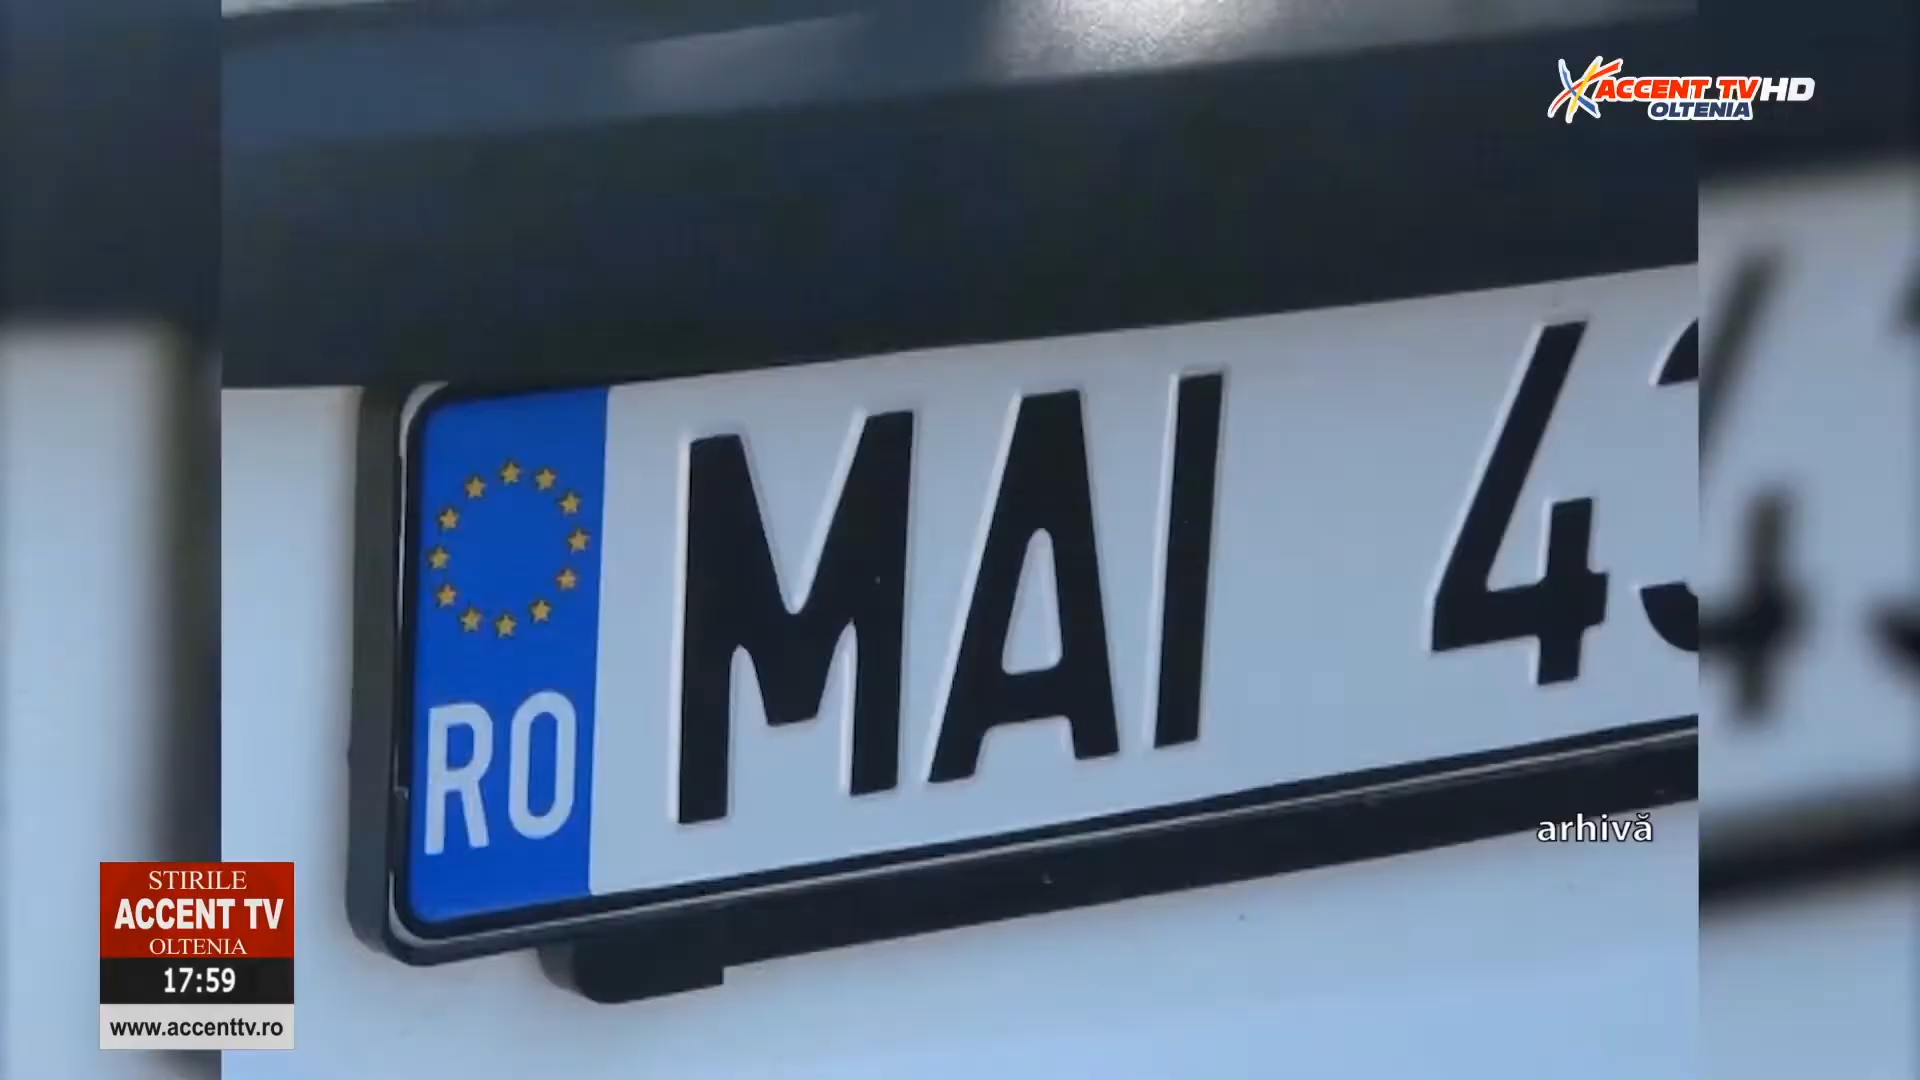 ACCENT TV HD
OLTENIA
RO
MAI 43
arhivă
STIRILE
ACCENT TV
OLTENIA
17:59
www.accenttv.ro